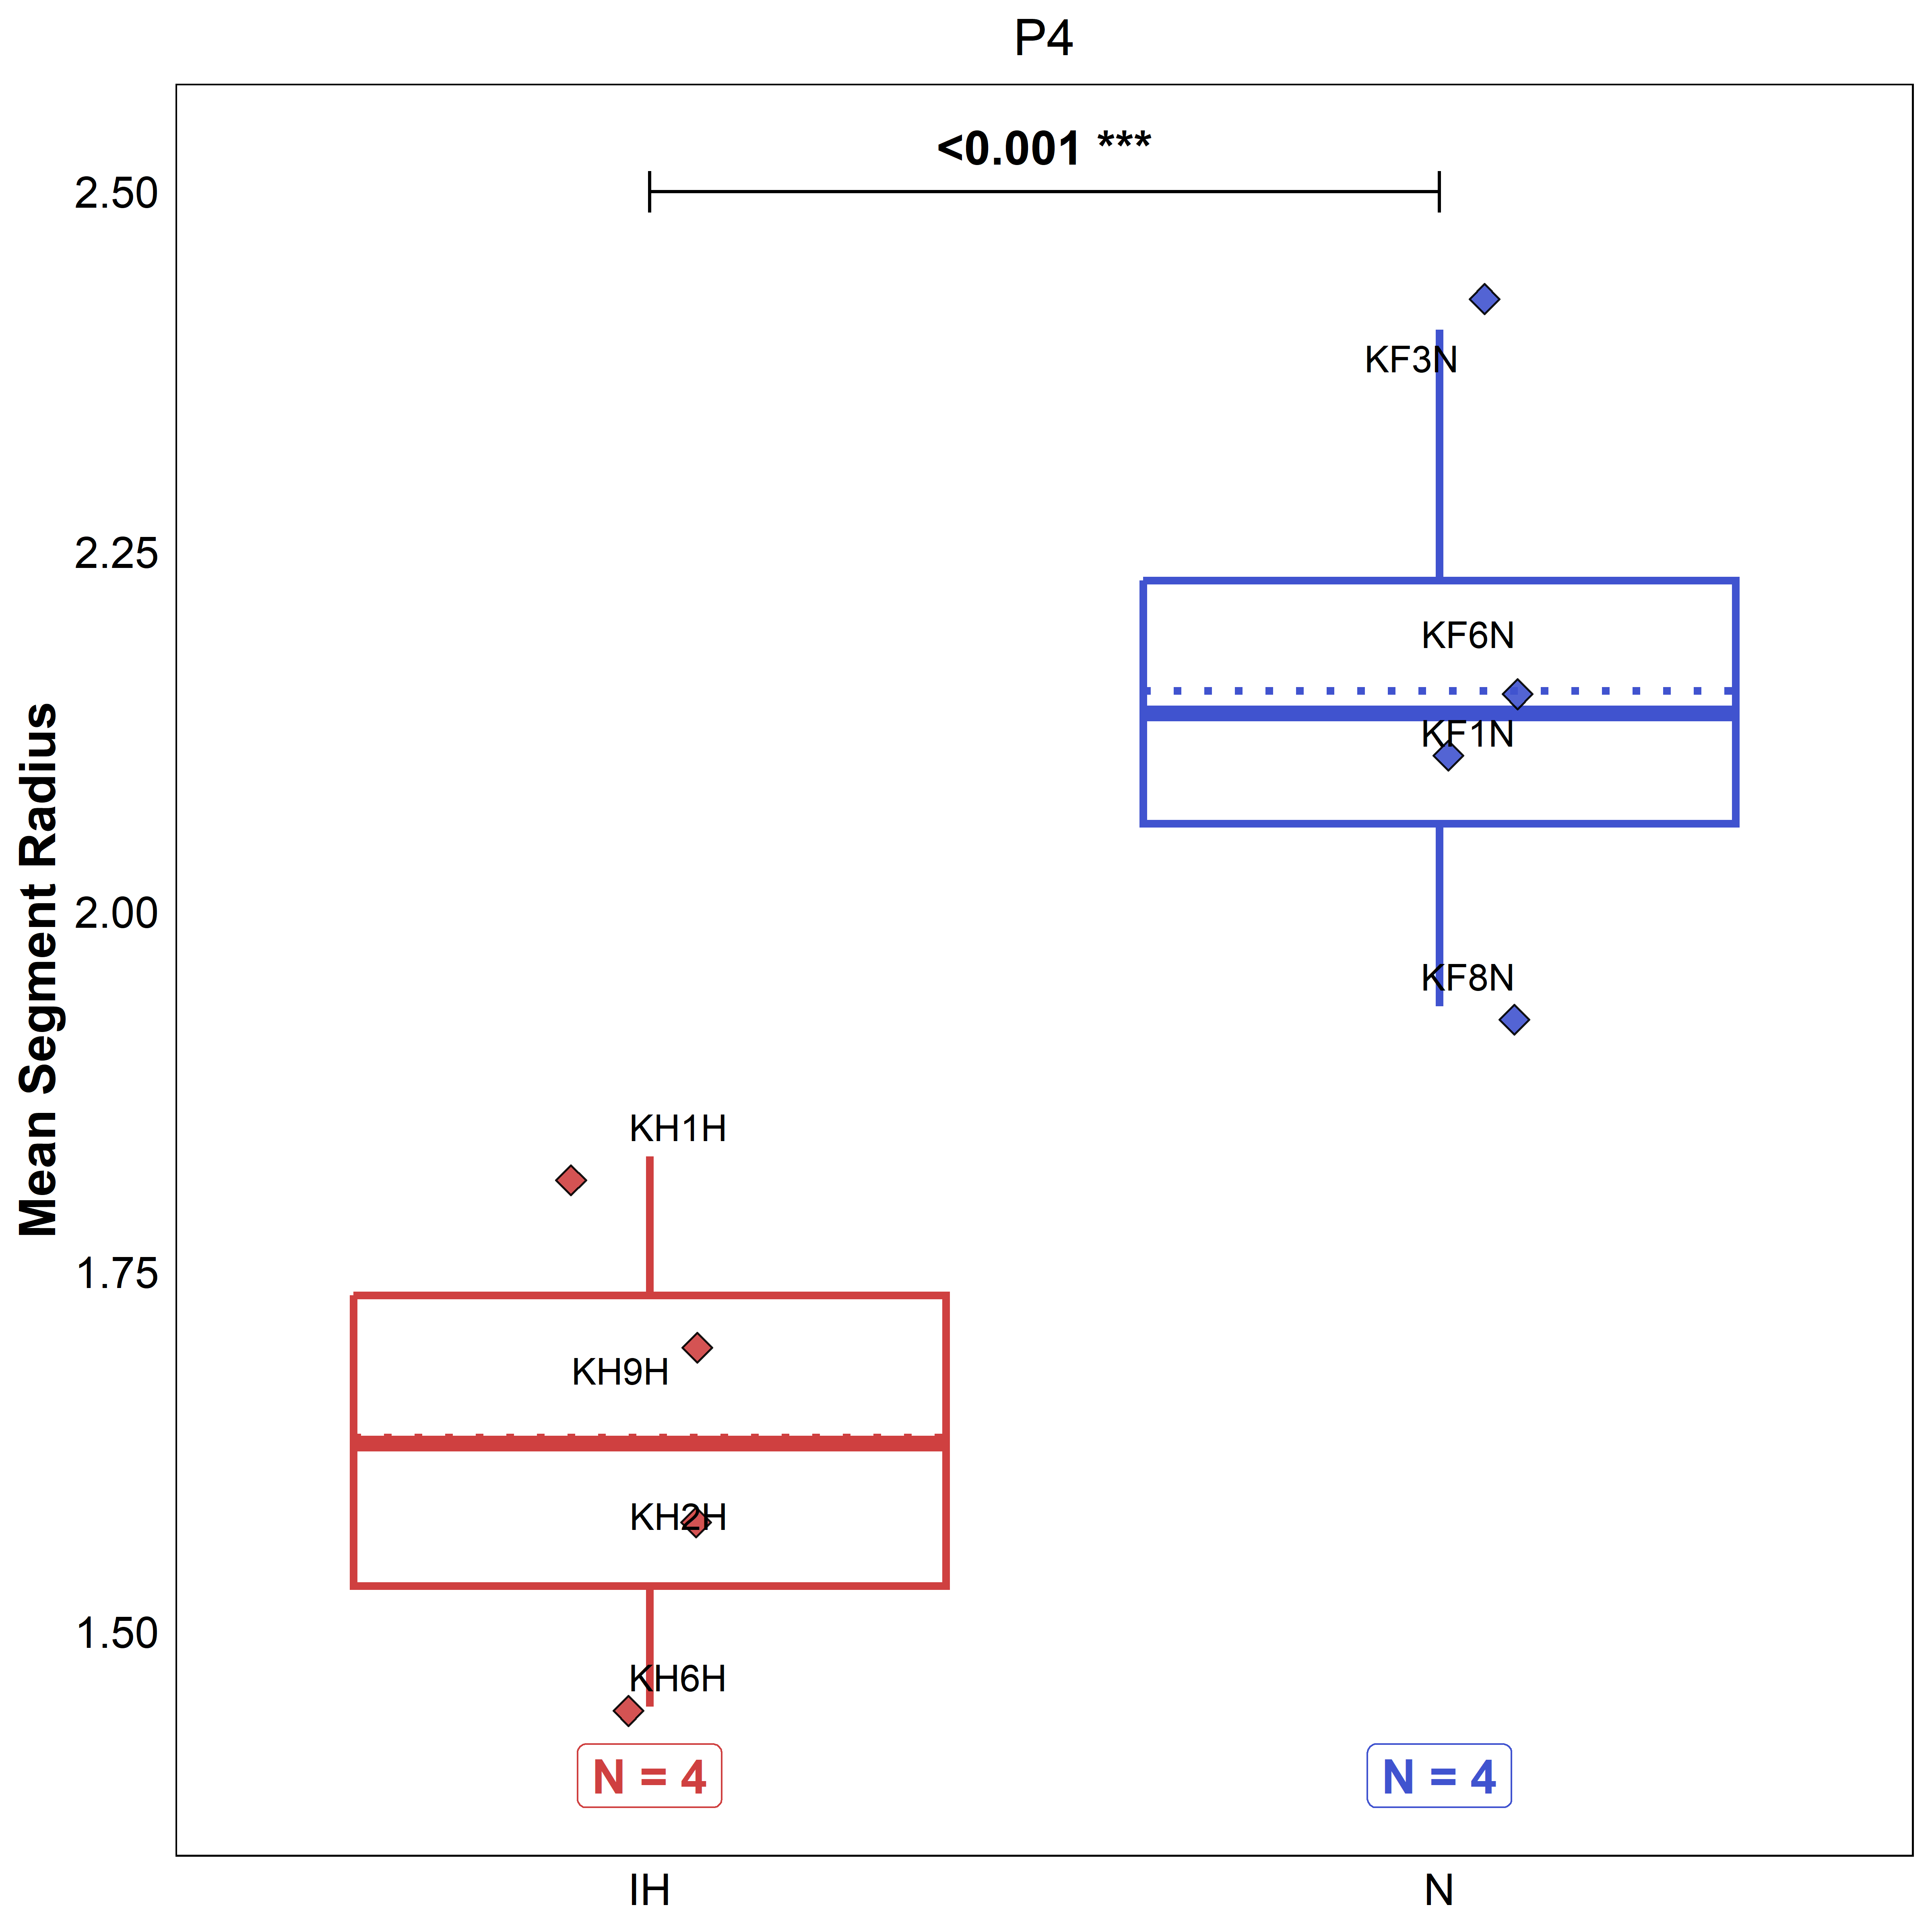 P4
<0.001 ***
2.50
2.25
2.00
1.75
1.50
Mean Segment Radius
KF3N
KF6N
KF1N
KF8N
KH1H
KH9H
KH2H
KH6H
N = 4
N = 4
IH
N